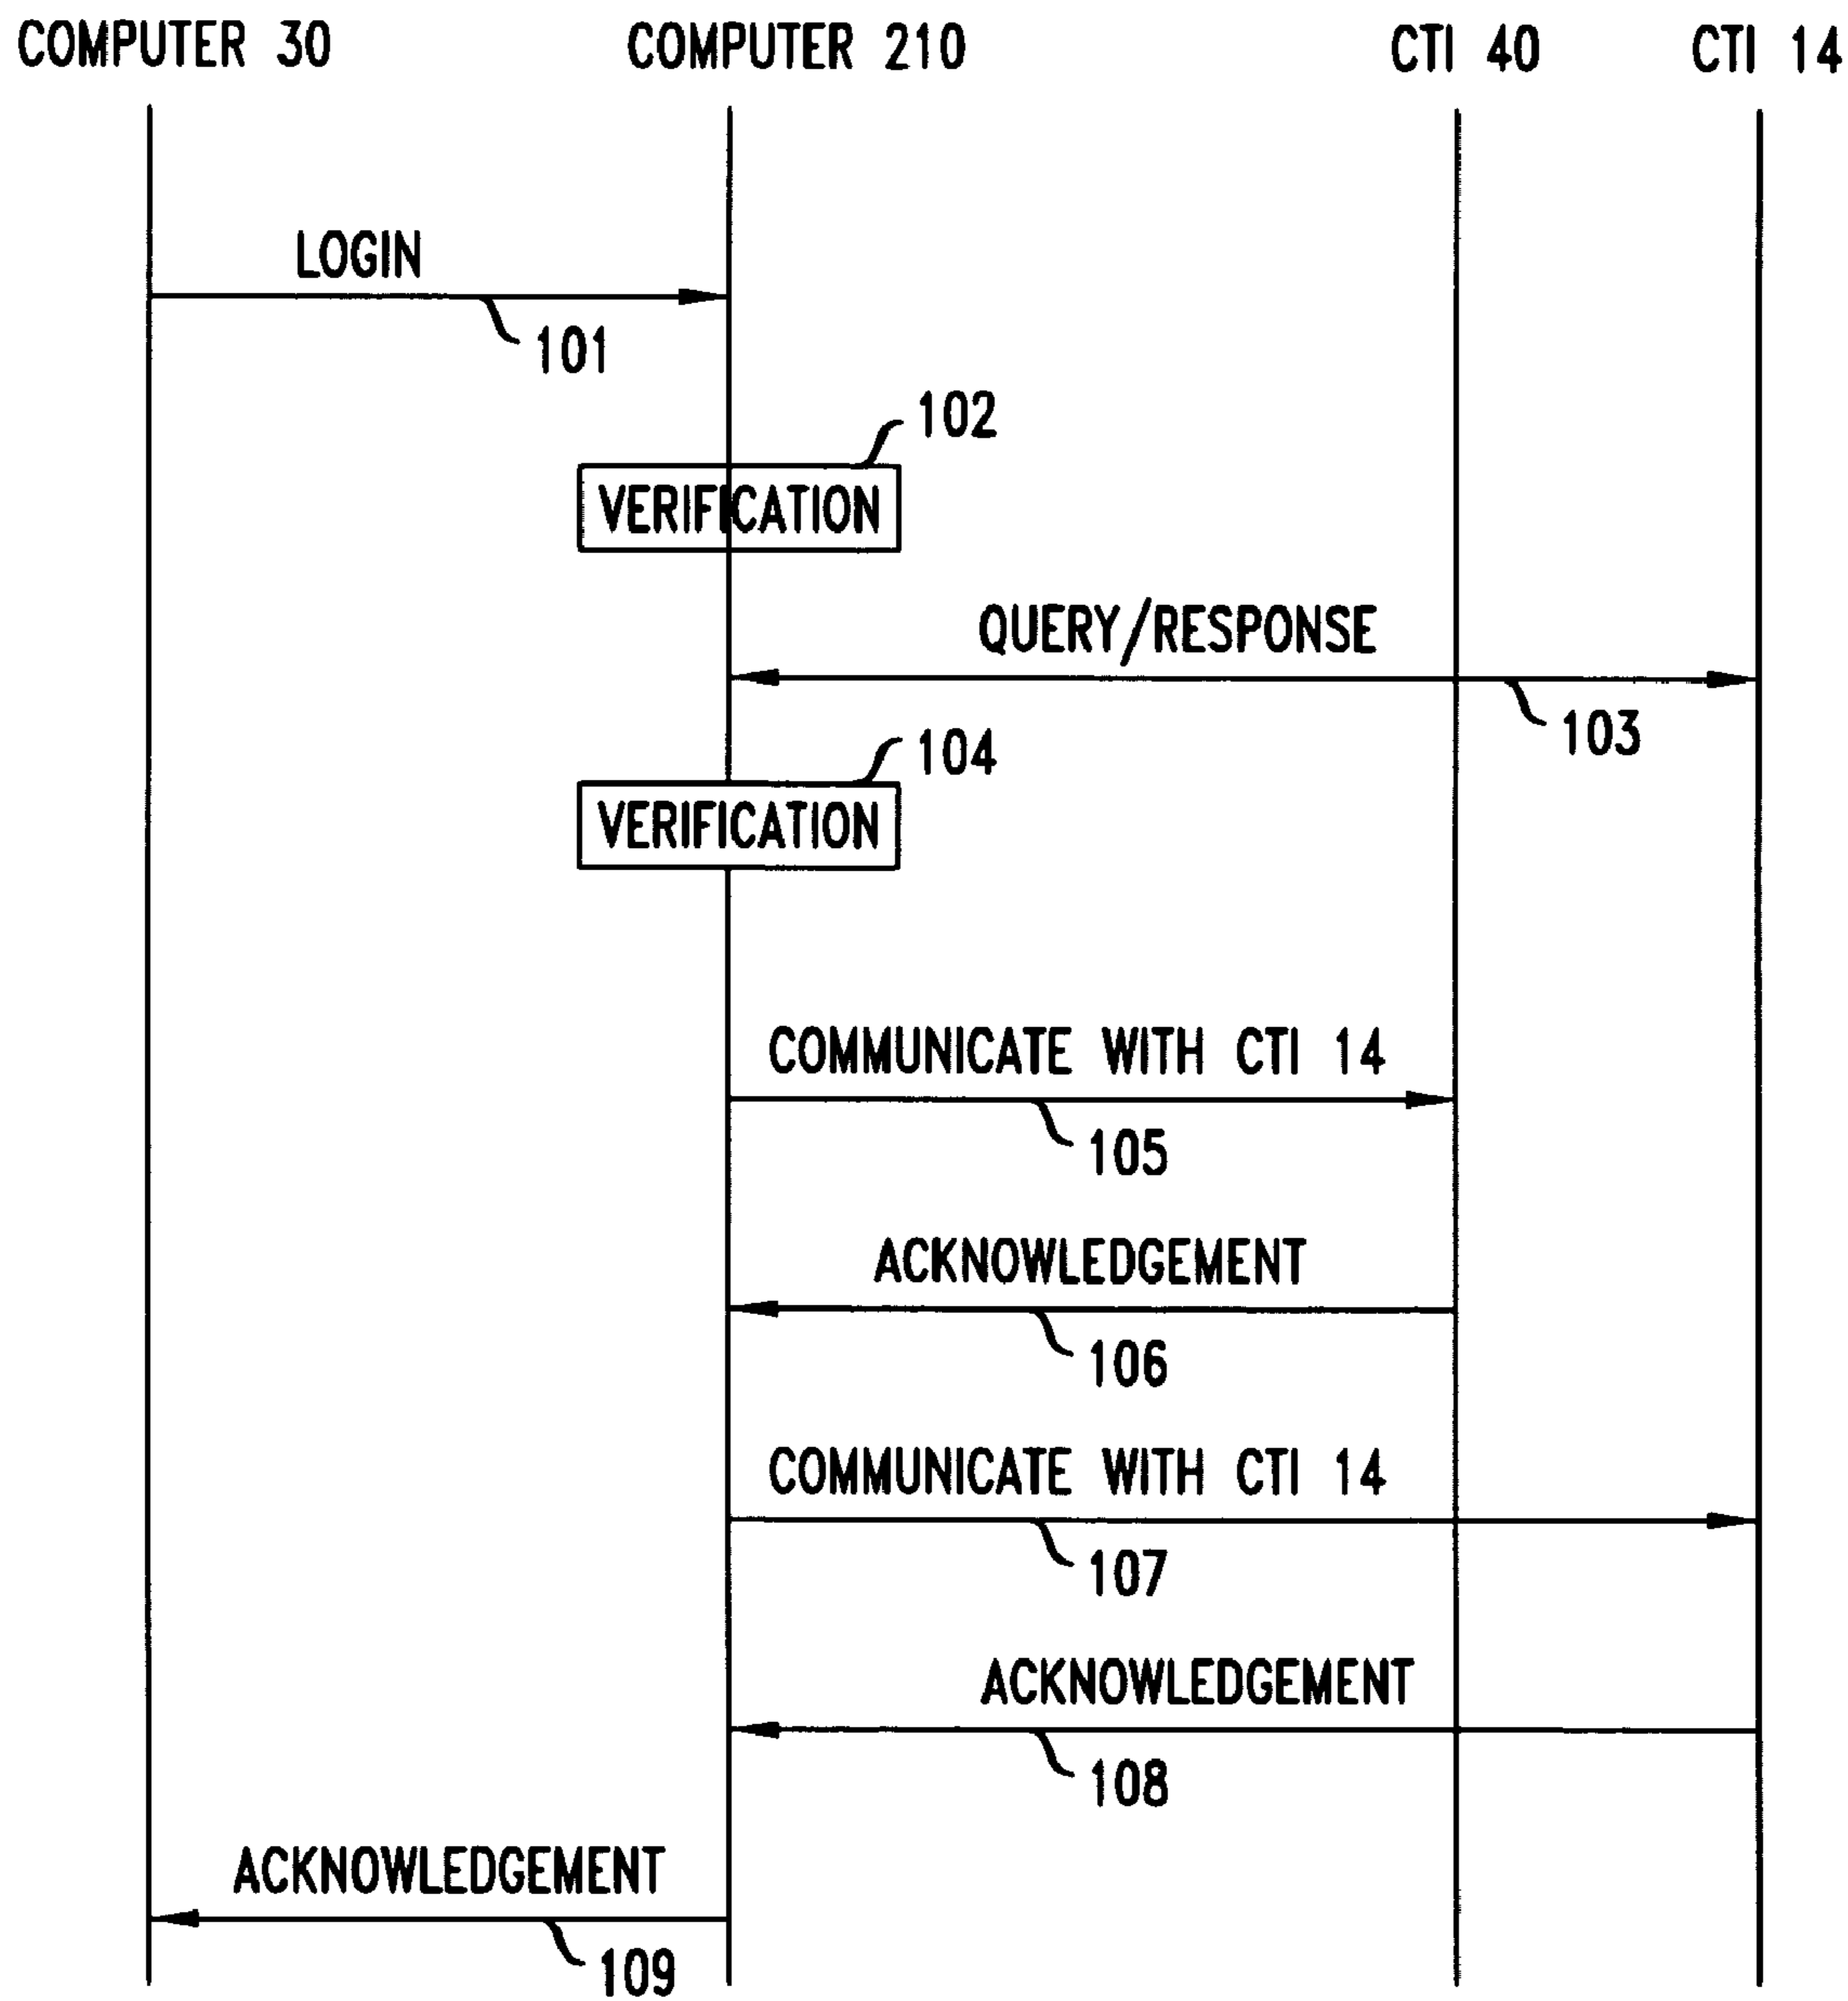 COMPUTER 30 COMPUTER 210 CTI 40 CTI 14
LOGIN
101
102
VERIFICATION
QUERY/RESPONSE
103
104
VERIFICATION
COMMUNICATE WITH CTI 14
105
ACKNOWLEDGEMENT
106
COMMUNICATE WITH CTI 14
107
ACKNOWLEDGEMENT
108
ACKNOWLEDGEMENT
109